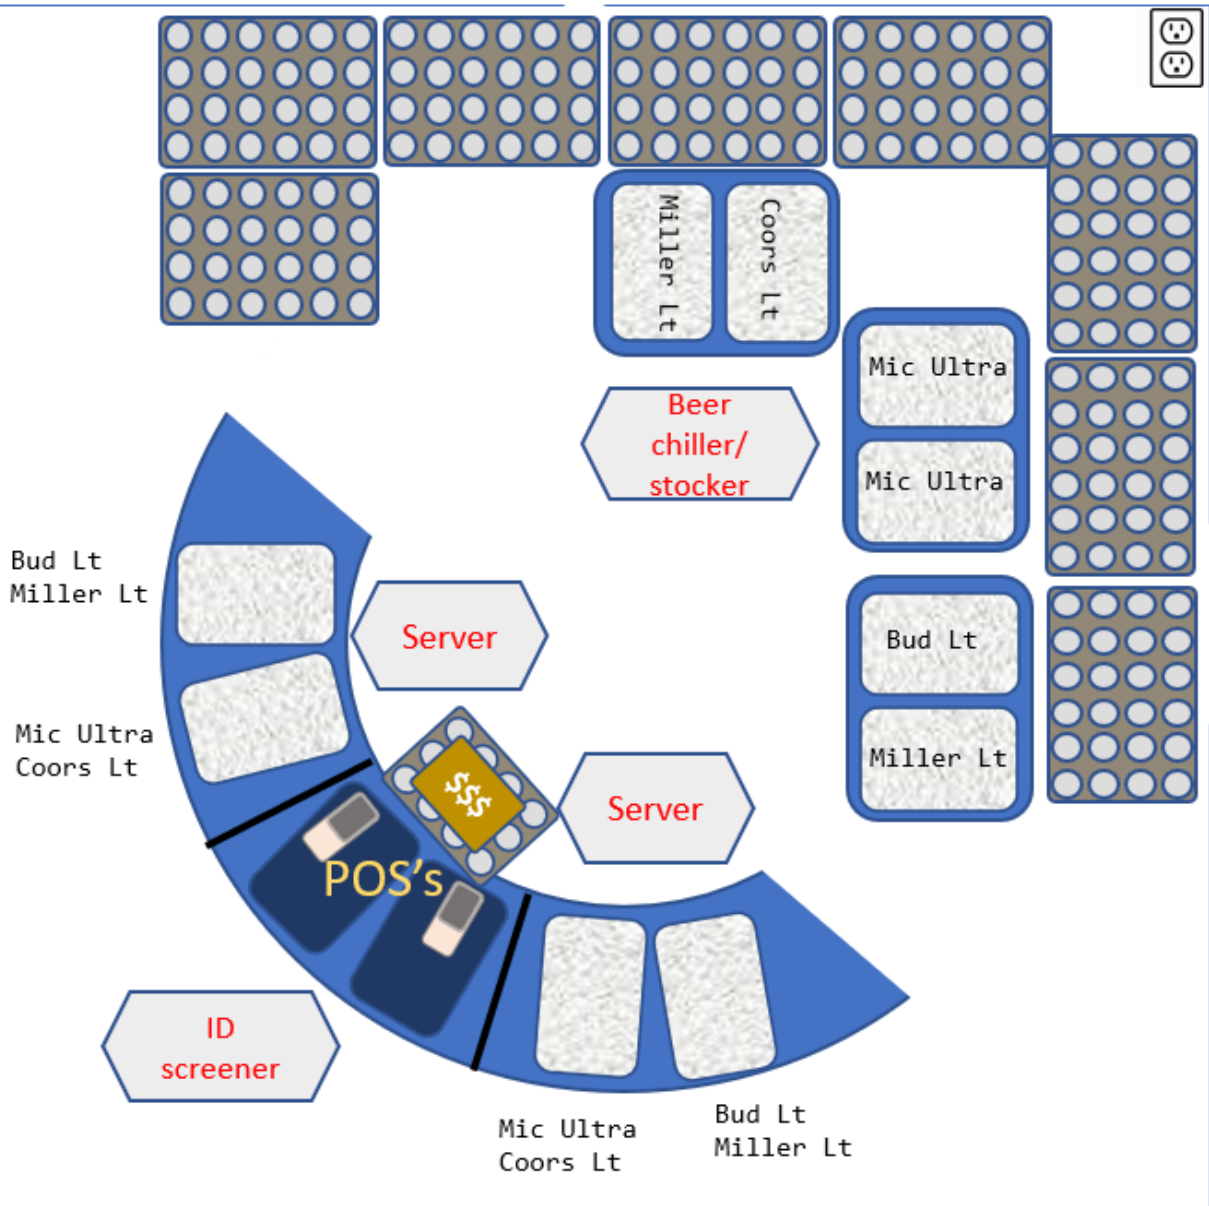 Miller Lt
Coors Lt
Mic Ultra
Mic Ultra
Beer
chiller/
stocker
Bud Lt
Miller Lt
Server
Bud Lt
Miller Lt
Mic Ultra
Coors Lt
$$$
Server
POS's
ID
screener
Mic Ultra
Coors Lt
Bud Lt
Miller Lt